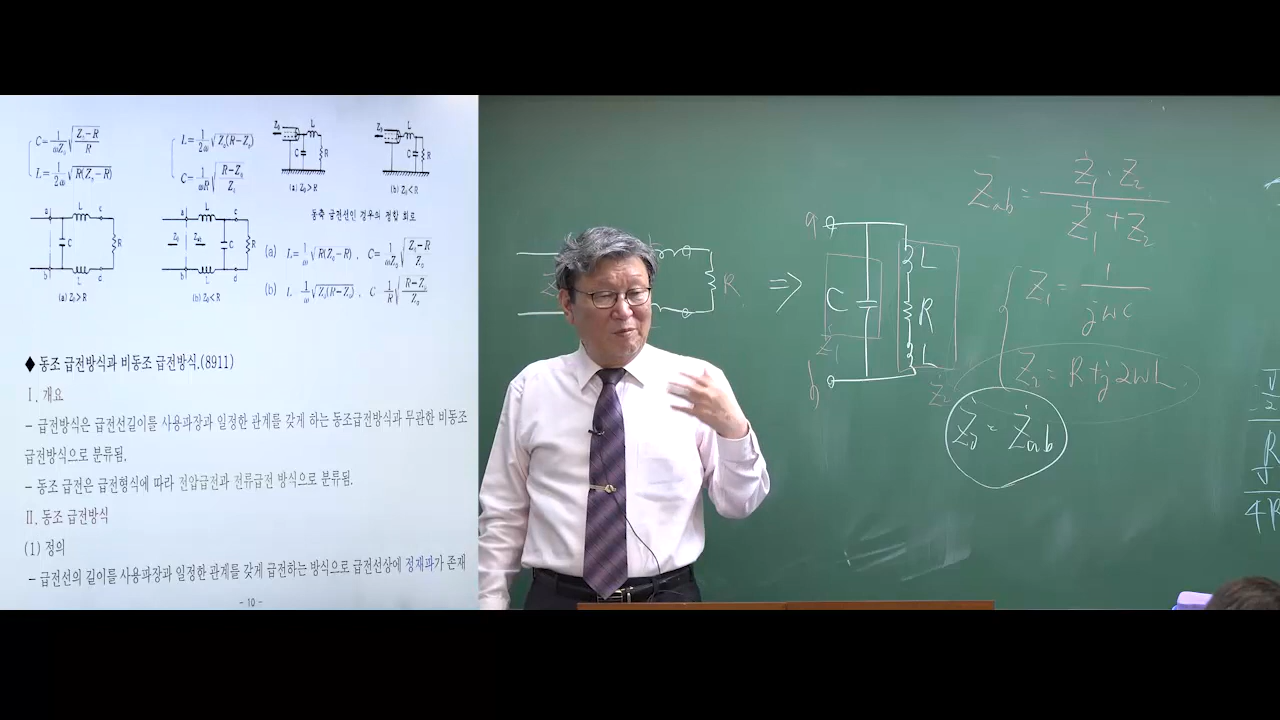 C=1/ωZ₀ √(Z₀−R)/R
L=1/2ω √R(Z₀−R)
L=1/2ω √Z₀(R−Z₀)
C=1/ωR √(R−Z₀)/Z₀
Z₀ L C R
(a) Z₀>R
Z₀ L C R
(b) Z₀<R
동축 급전선인 경우의 정합 회로
a b L C L c d R
(a) Z₀>R
a b Z₀ L C L c d R
(b) Z₀<R
(a) L=1/ω √R(Z₀−R) , C=1/ωZ₀
(b) L √Z₀(R−Z₀) , C
◆ 동조 급전방식과 비동조 급전방식.(8911)
Ⅰ. 개요
- 급전방식은 급전선길이를 사용파장과 일정한 관계를 갖게 하는 동조급전방식과 무관한 비동조
급전방식으로 분류됨.
- 동조 급전은 급전형식에 따라 전압급전과 전류급전 방식으로 분류됨.
Ⅱ. 동조 급전방식
(1) 정의
- 급전선의 길이를 사용파장과 일정한 관계를 갖게 급전하는 방식으로 급전선상에 정재파가 존재
- 10 -
R
⇒
a
b
C
L
R
L
Z₁
Z₂
Zab = Z₁·Z₂ / Z₁+Z₂
Z₁ = 1/jωC
Z₂ = R+j2ωL
Z₀ = Zab